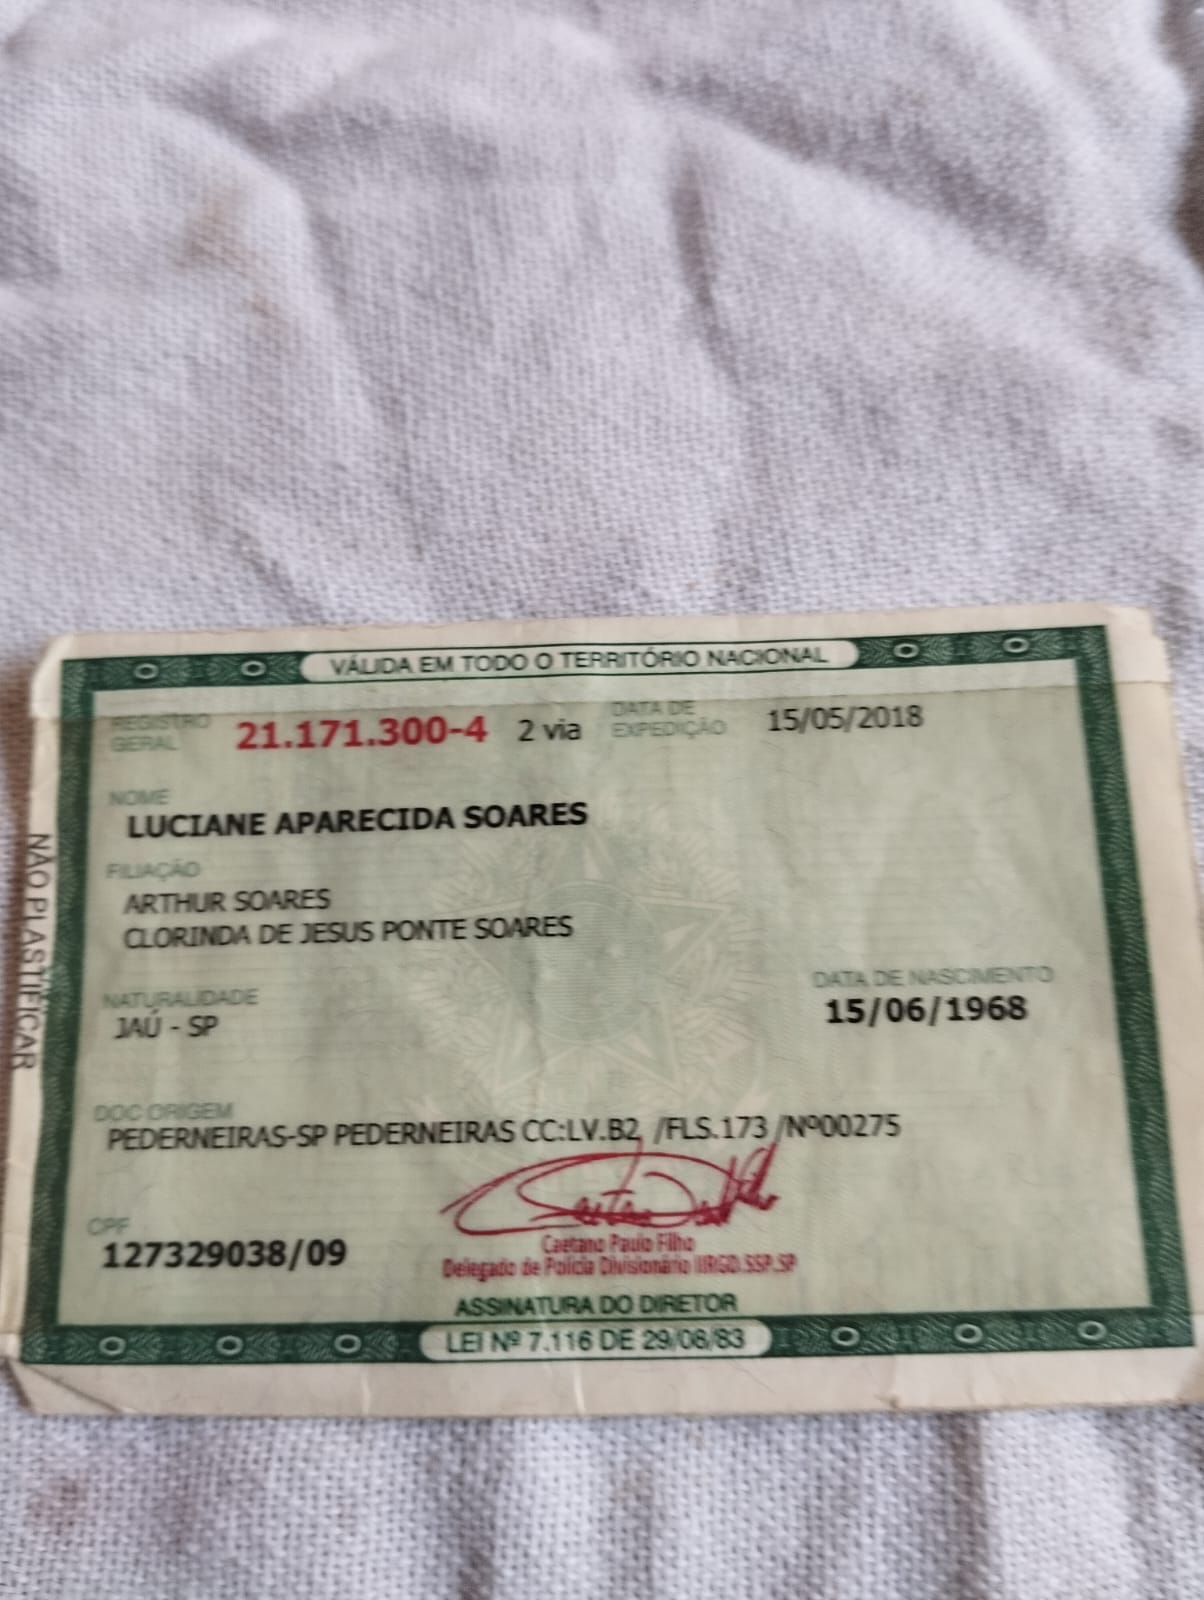 VÁLIDA EM TODO O TERRITÓRIO NACIONAL
REGISTRO GERAL 21.171.300-4 2 via DATA DE EXPEDIÇÃO 15/05/2018
NOME
LUCIANE APARECIDA SOARES
FILIAÇÃO
ARTHUR SOARES
CLORINDA DE JESUS PONTE SOARES
NATURALIDADE DATA DE NASCIMENTO
JAÚ - SP 15/06/1968
DOC ORIGEM
PEDERNEIRAS-SP PEDERNEIRAS CC:LV.B2 /FLS.173 /Nº00275
CPF
127329038/09
Caetano Paulo Filho
Delegado de Polícia Divisionário IIRGD.SSP.SP
ASSINATURA DO DIRETOR
LEI Nº 7.116 DE 29/08/83
NÃO PLASTIFICAR